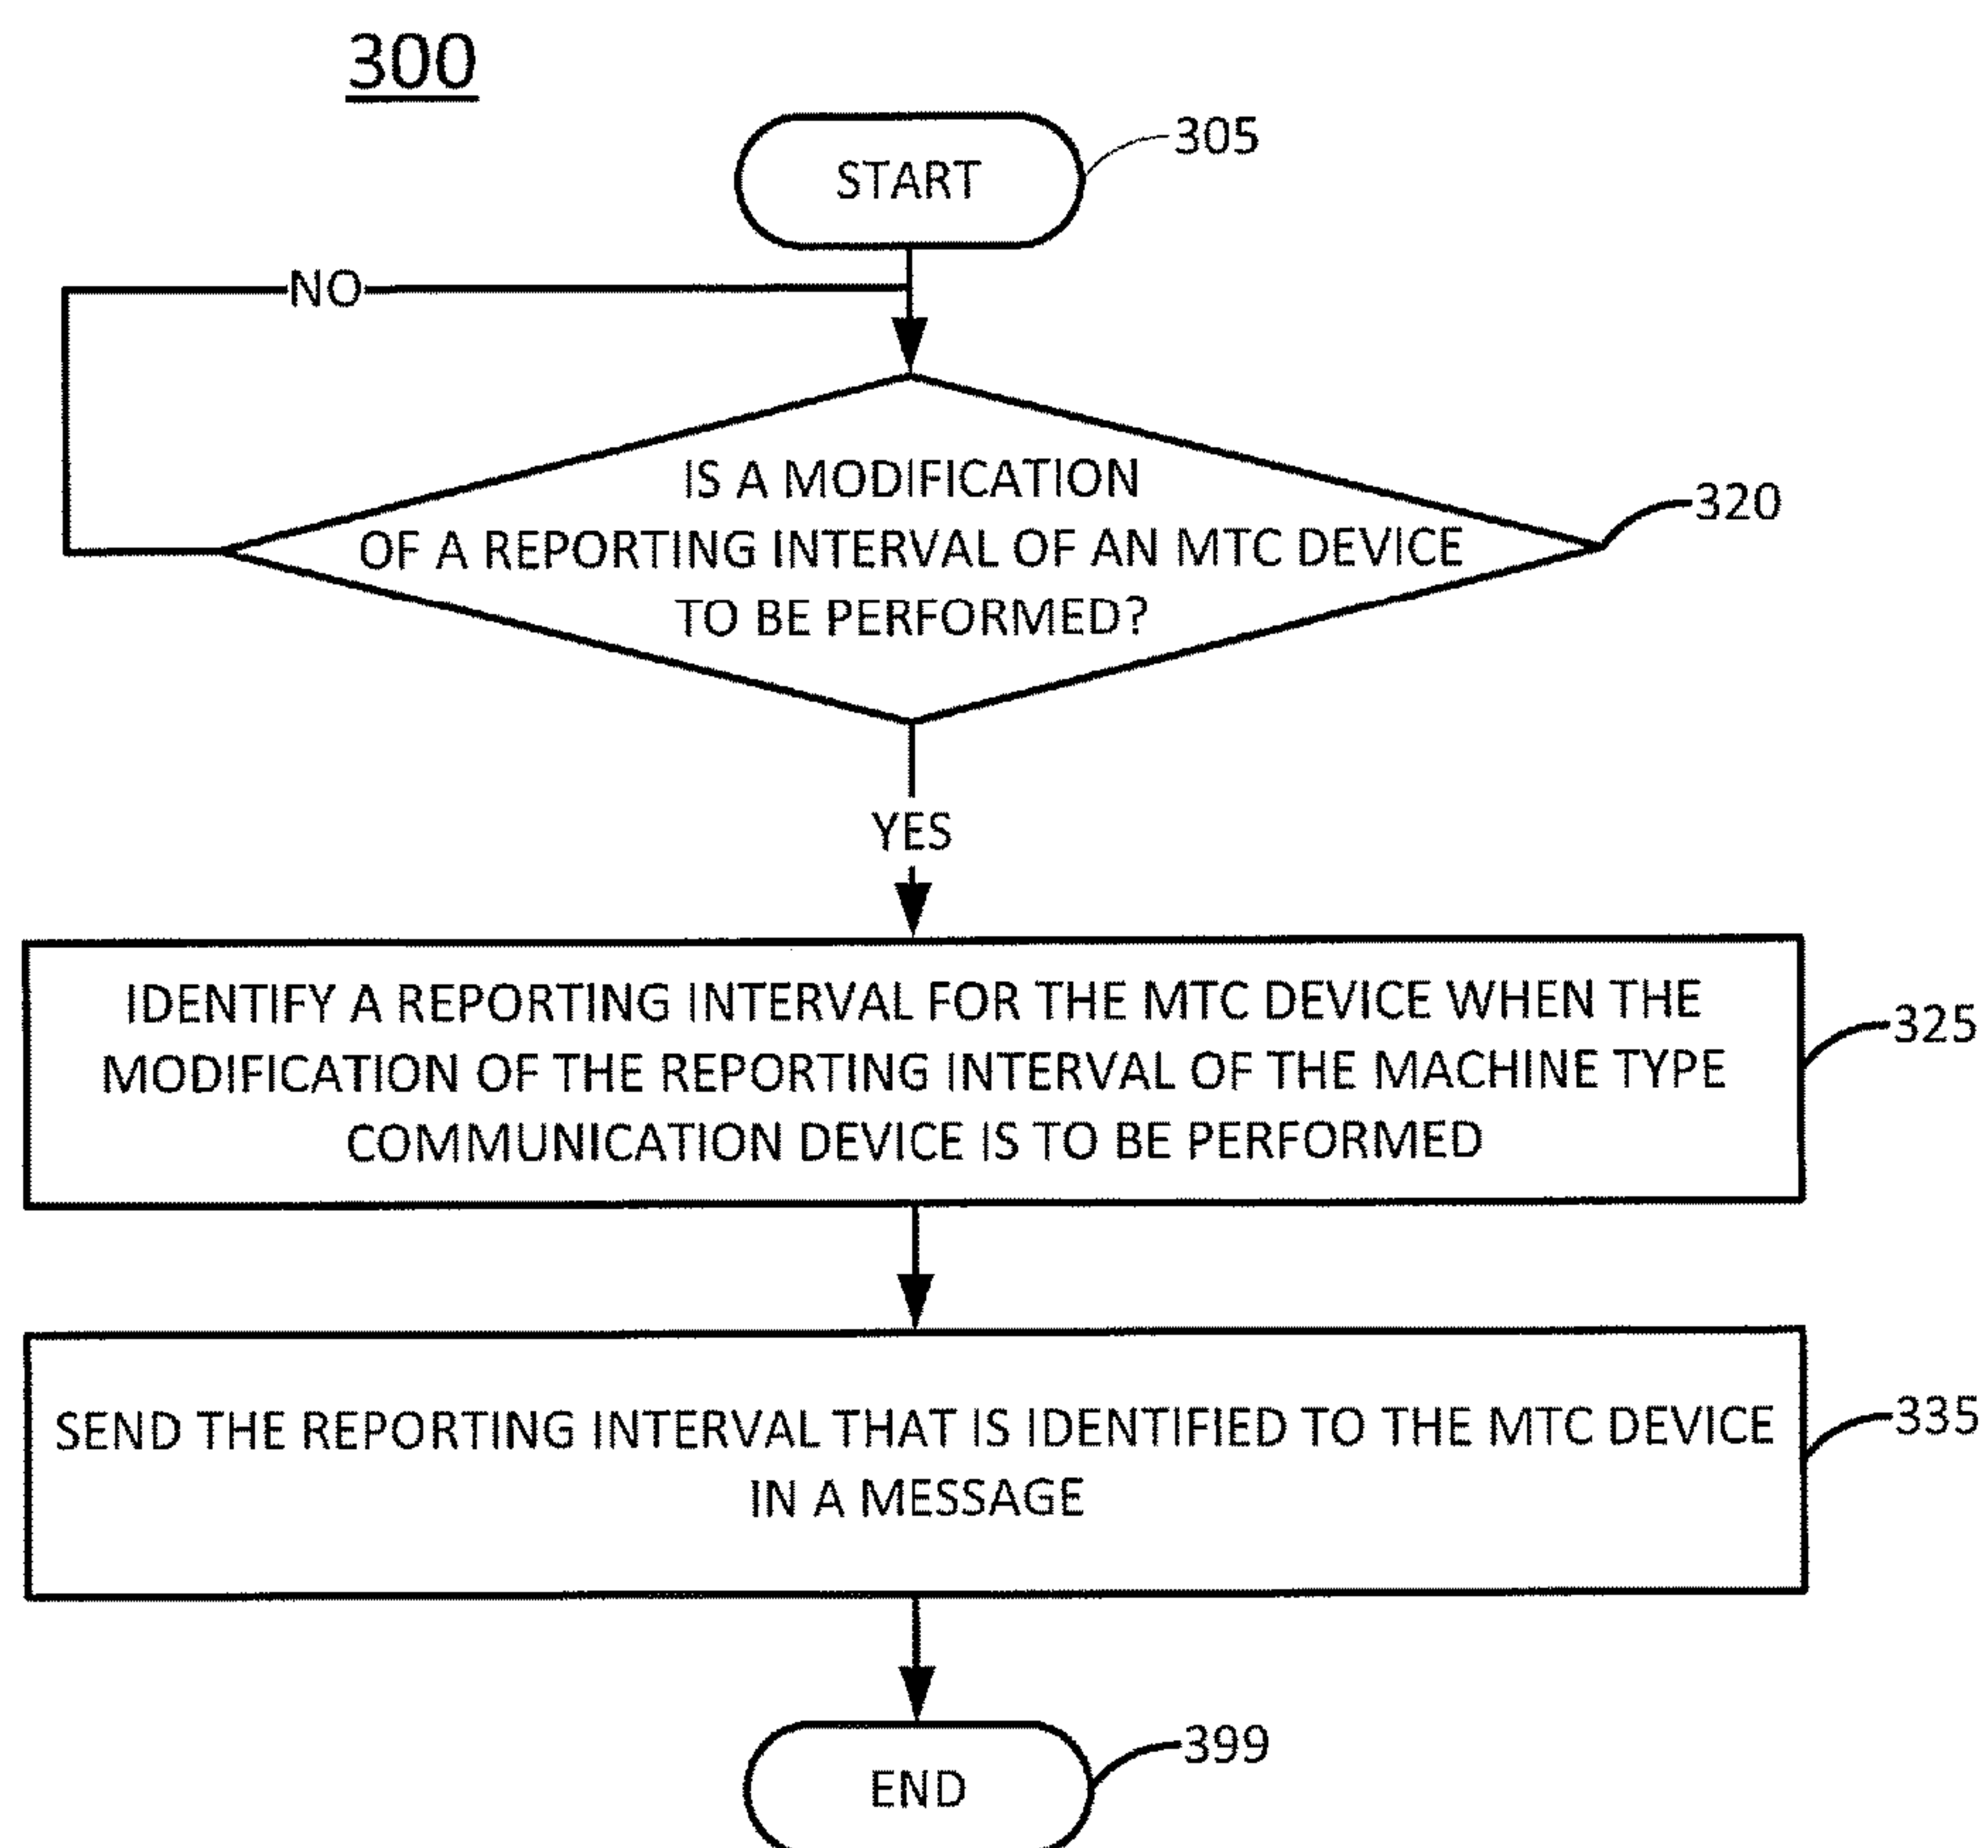 300
START
305
NO
IS A MODIFICATION
OF A REPORTING INTERVAL OF AN MTC DEVICE
TO BE PERFORMED?
320
YES
IDENTIFY A REPORTING INTERVAL FOR THE MTC DEVICE WHEN THE
MODIFICATION OF THE REPORTING INTERVAL OF THE MACHINE TYPE
COMMUNICATION DEVICE IS TO BE PERFORMED
325
SEND THE REPORTING INTERVAL THAT IS IDENTIFIED TO THE MTC DEVICE
IN A MESSAGE
335
END
399